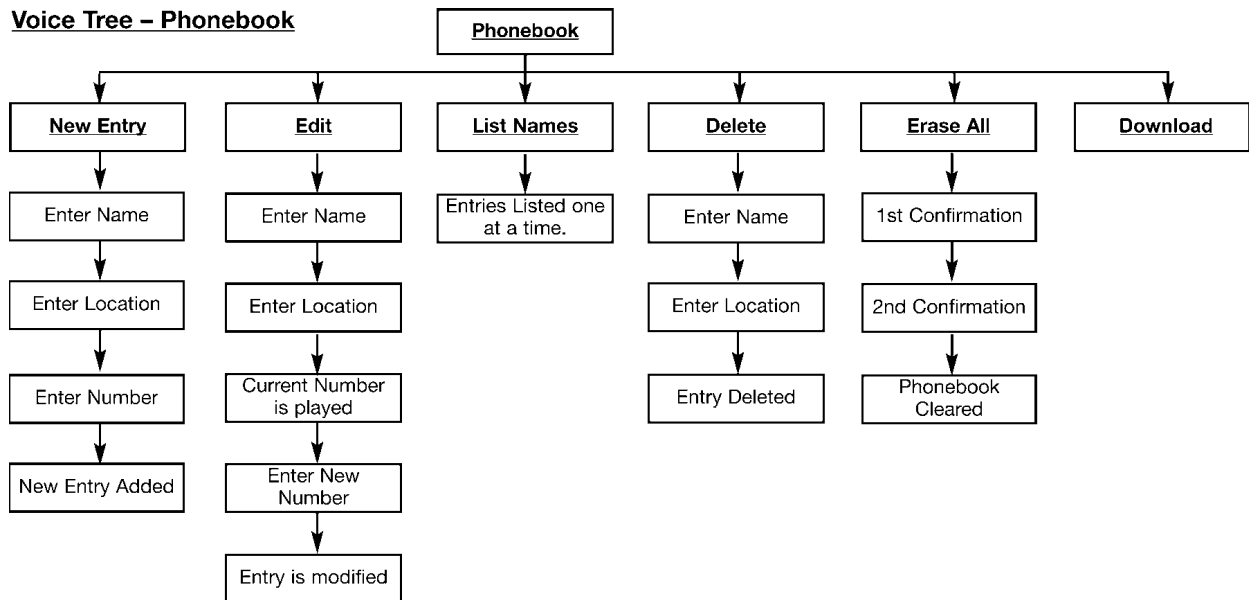 Voice Tree – Phonebook
Phonebook
New Entry
Edit
List Names
Delete
Erase All
Download
Enter Name
Enter Name
Entries Listed one
at a time.
Enter Name
1st Confirmation
Enter Location
Enter Location
Enter Location
2nd Confirmation
Enter Number
Current Number
is played
Entry Deleted
Phonebook
Cleared
New Entry Added
Enter New
Number
Entry is modified